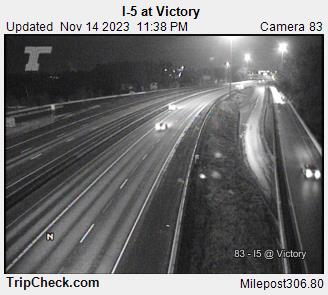 I-5 at Victory
Updated Nov 14 2023 11:38 PM Camera 83
T
N
83 - I5 @ Victory
TripCheck.com Milepost306.80